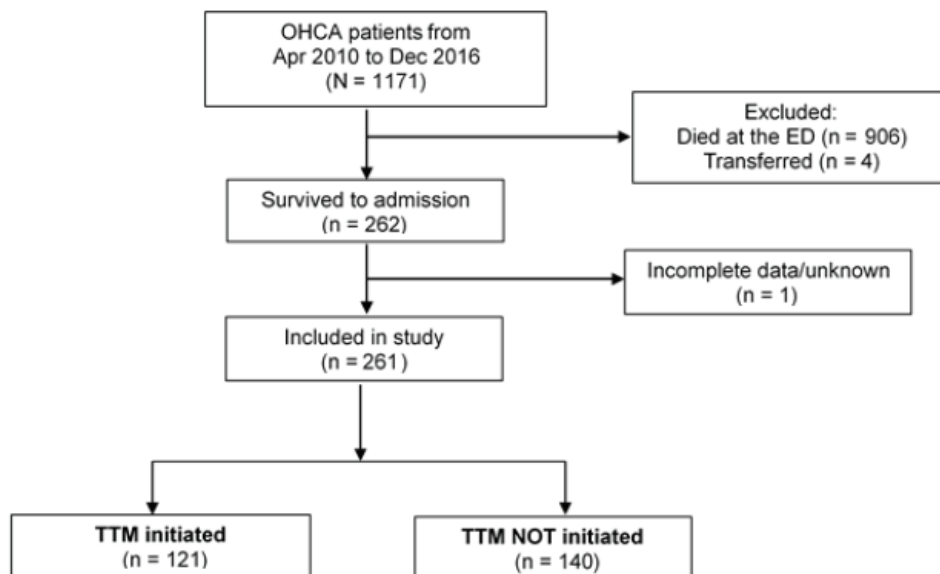 OHCA patients from
Apr 2010 to Dec 2016
(N = 1171)
Excluded:
Died at the ED (n = 906)
Transferred (n = 4)
Survived to admission
(n = 262)
Incomplete data/unknown
(n = 1)
Included in study
(n = 261)
TTM initiated
(n = 121)
TTM NOT initiated
(n = 140)